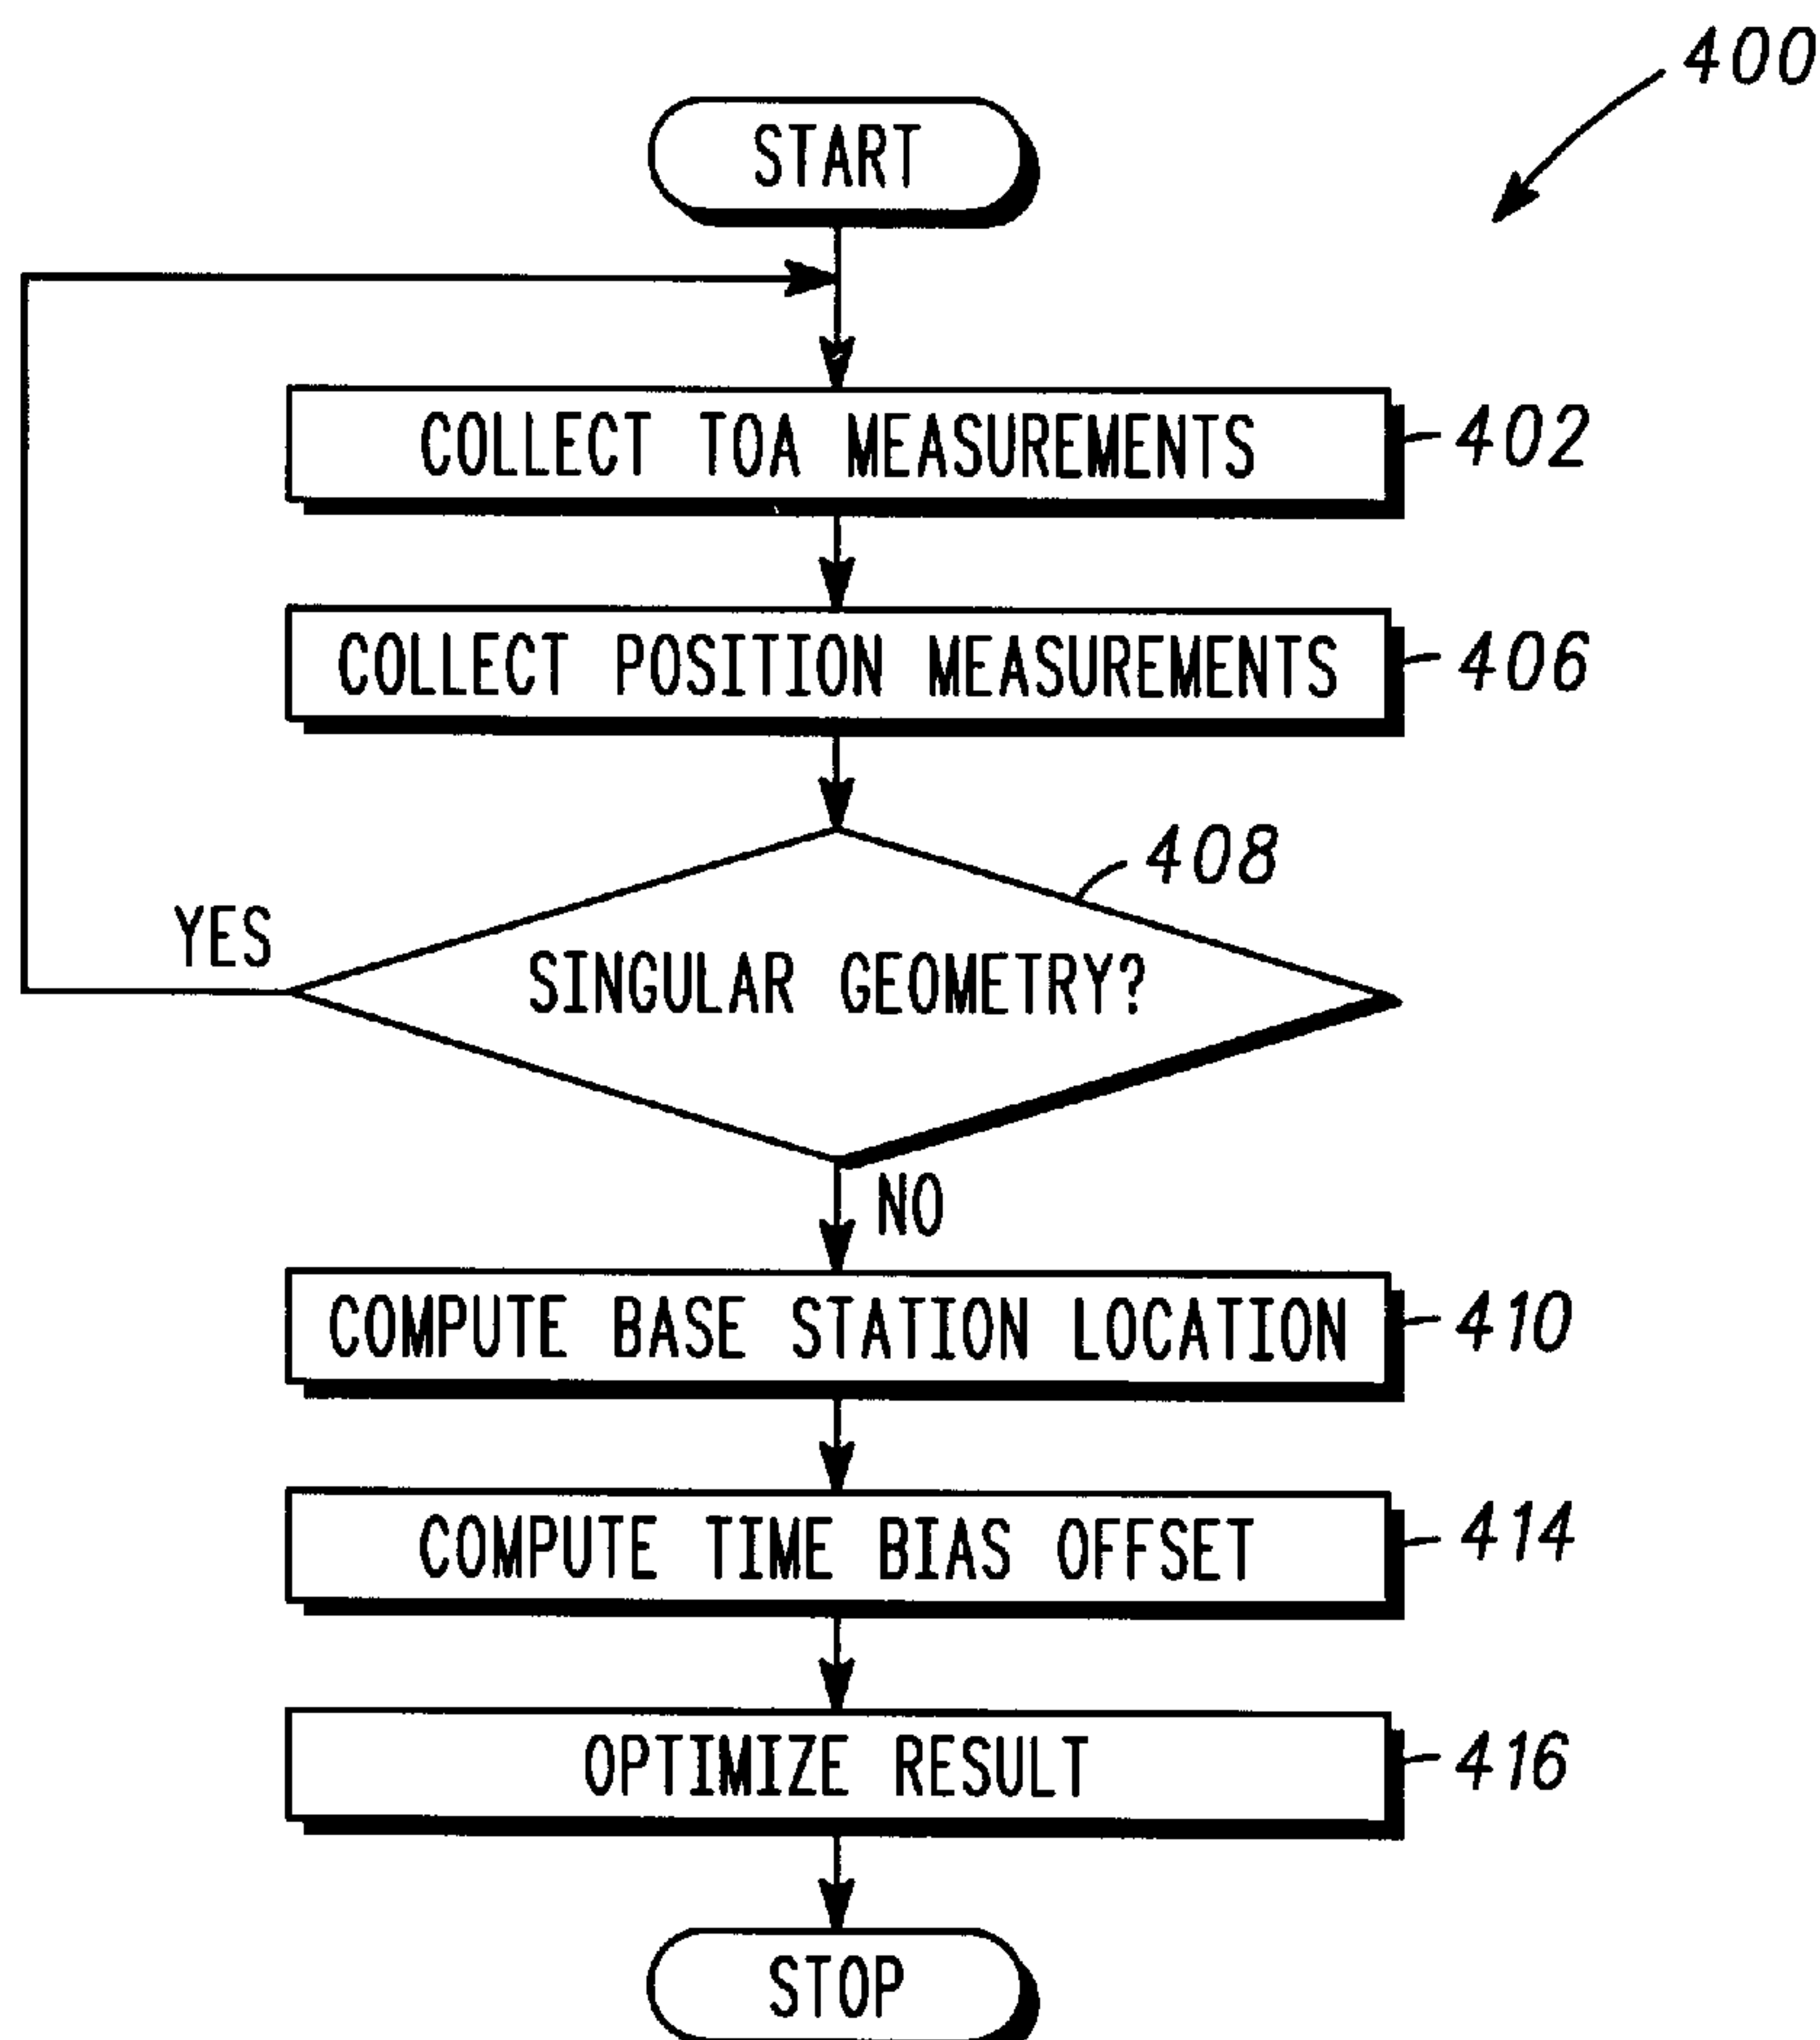 400
START
COLLECT TOA MEASUREMENTS
402
COLLECT POSITION MEASUREMENTS
406
408
YES
SINGULAR GEOMETRY?
NO
COMPUTE BASE STATION LOCATION
410
COMPUTE TIME BIAS OFFSET
414
OPTIMIZE RESULT
416
STOP